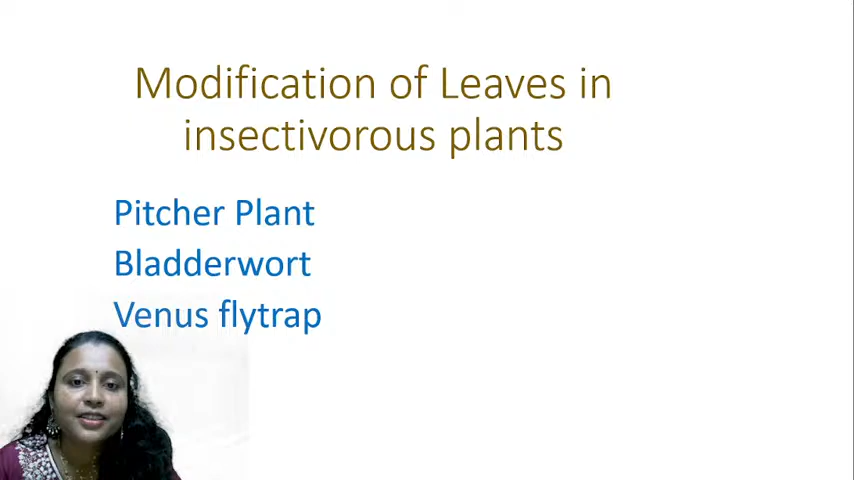 Modification of Leaves in
insectivorous plants
Pitcher Plant
Bladderwort
Venus flytrap